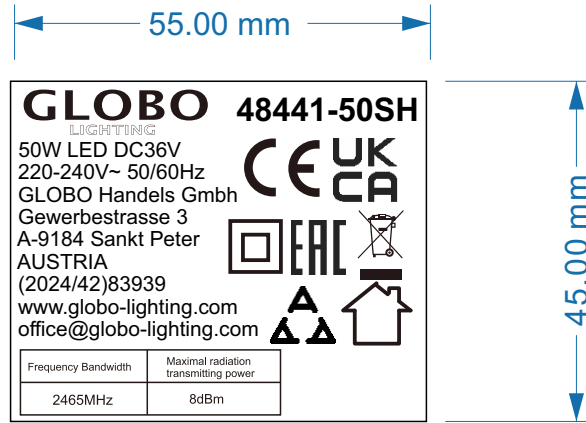 55.00 mm
GLOBO
LIGHTING
48441-50SH
50W LED DC36V
220-240V~ 50/60Hz
GLOBO Handels Gmbh
Gewerbestrasse 3
A-9184 Sankt Peter
AUSTRIA
(2024/42)83939
www.globo-lighting.com
office@globo-lighting.com
CE
UK
CA
EAC
Frequency Bandwidth
Maximal radiation
transmitting power
2465MHz
8dBm
45.00 mm